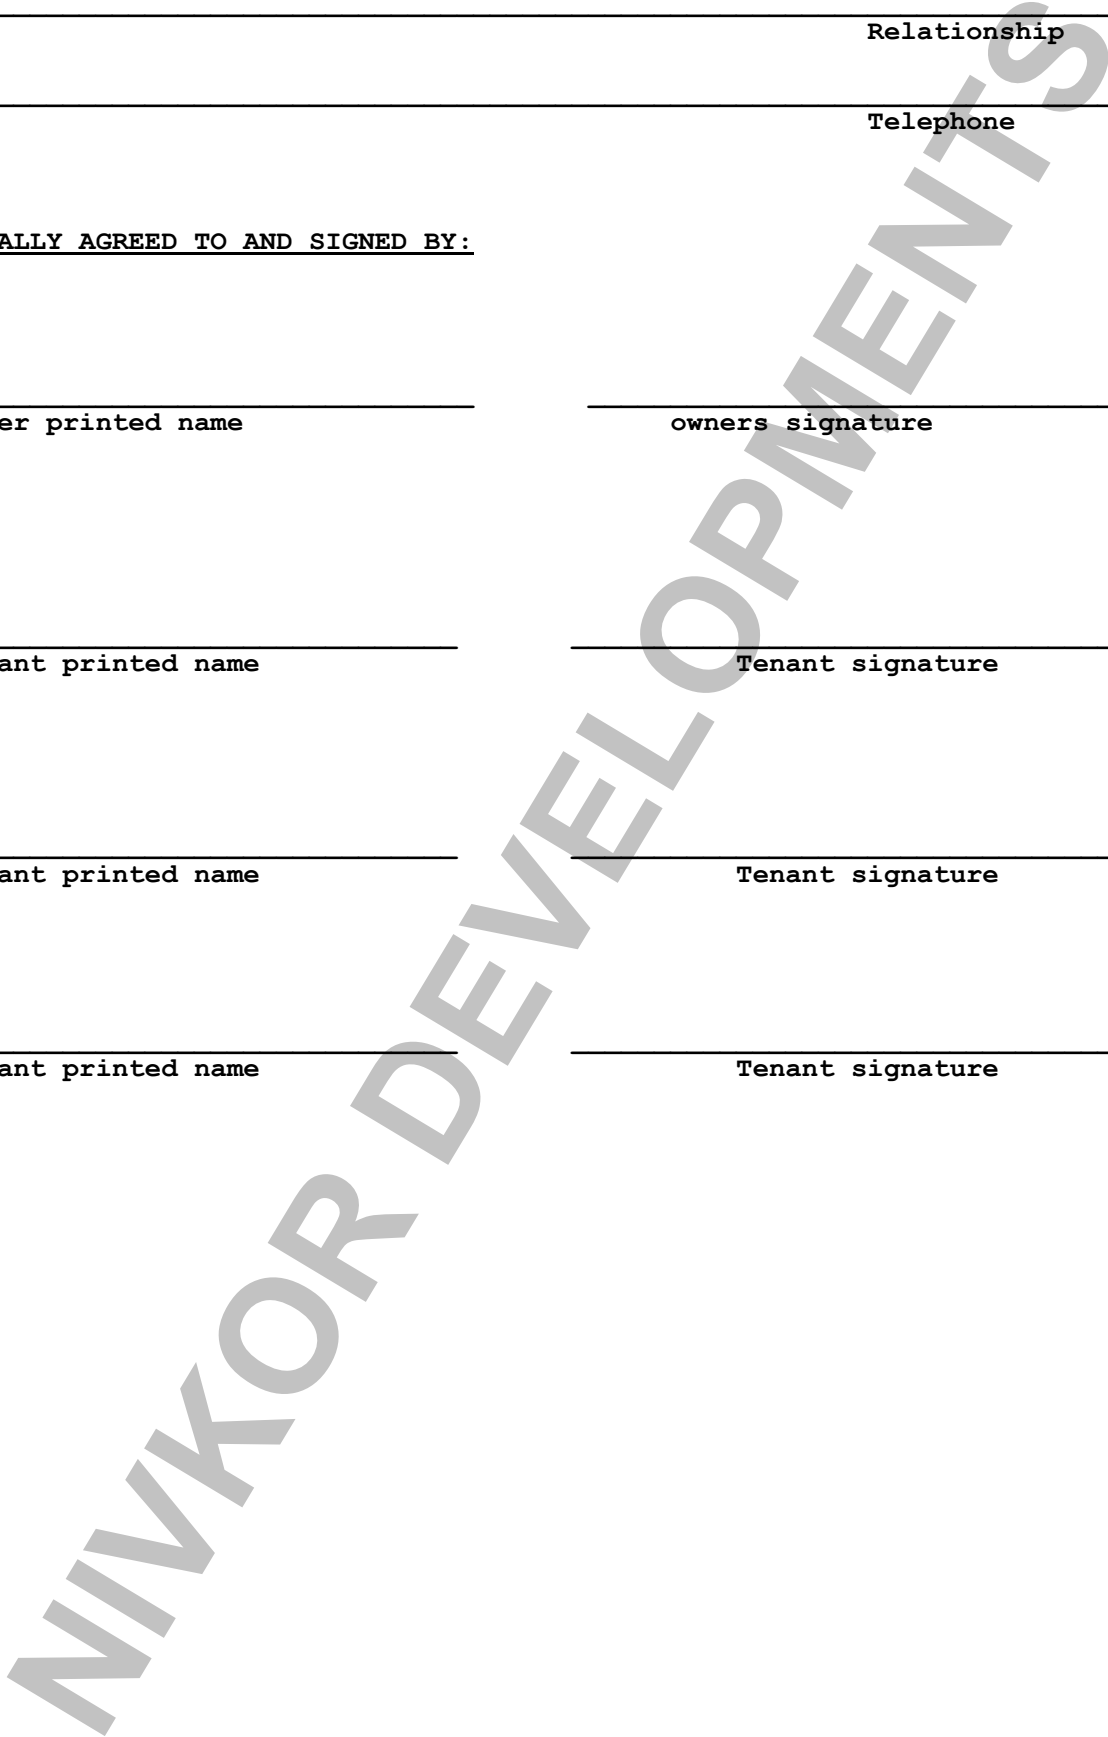 Relationship
Telephone
ALLY AGREED TO AND SIGNED BY:
er printed name owners signature
ant printed name Tenant signature
ant printed name Tenant signature
ant printed name Tenant signature
NIVKOR DEVELOPMENTS